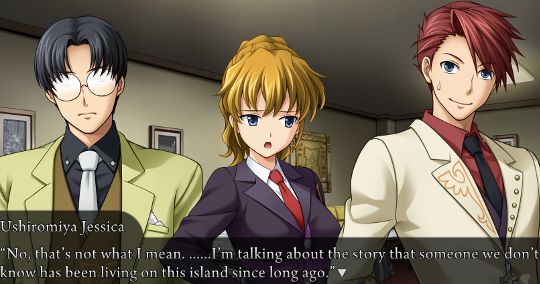 Ushiromiya Jessica
“No, that's not what I mean. ......I'm talking about the story that someone we don't
know has been living on this island since long ago.”▼